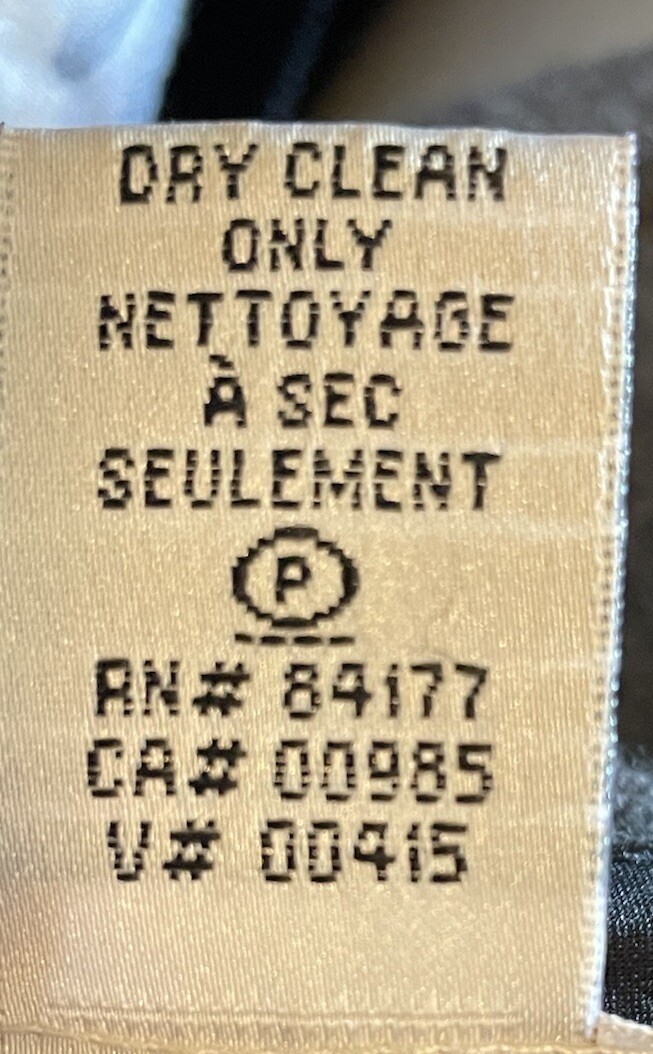 DRY CLEAN
ONLY
NETTOYAGE
À SEC
SEULEMENT
P
RN# 84177
CA# 00985
V# 00415